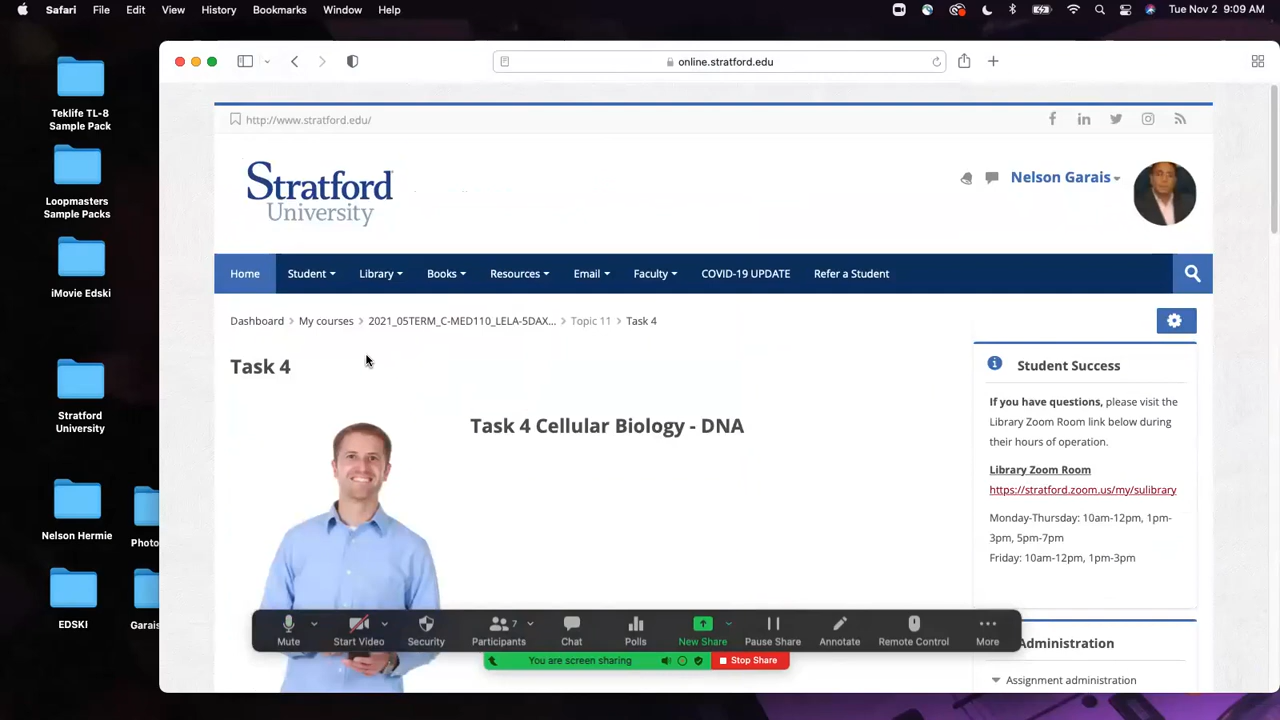 Safari File Edit View History Bookmarks Window Help
Tue Nov 2 9:09 AM
online.stratford.edu
Teklife TL-8
Sample Pack
Loopmasters
Sample Packs
iMovie Edski
Stratford
University
Nelson Hermie
Photo
EDSKI
Garais
http://www.stratford.edu/
Stratford
University
Nelson Garais
Home Student Library Books Resources Email Faculty COVID-19 UPDATE Refer a Student
Dashboard My courses 2021_05TERM_C-MED110_LELA-5DAX... Topic 11 Task 4
Task 4
Task 4 Cellular Biology - DNA
Student Success
If you have questions, please visit the
Library Zoom Room link below during
their hours of operation.
Library Zoom Room
https://stratford.zoom.us/my/sulibrary
Monday-Thursday: 10am-12pm, 1pm-
3pm, 5pm-7pm
Friday: 10am-12pm, 1pm-3pm
Administration
Assignment administration
7
Mute Start Video Security Participants Chat Polls New Share Pause Share Annotate Remote Control More
You are screen sharing Stop Share